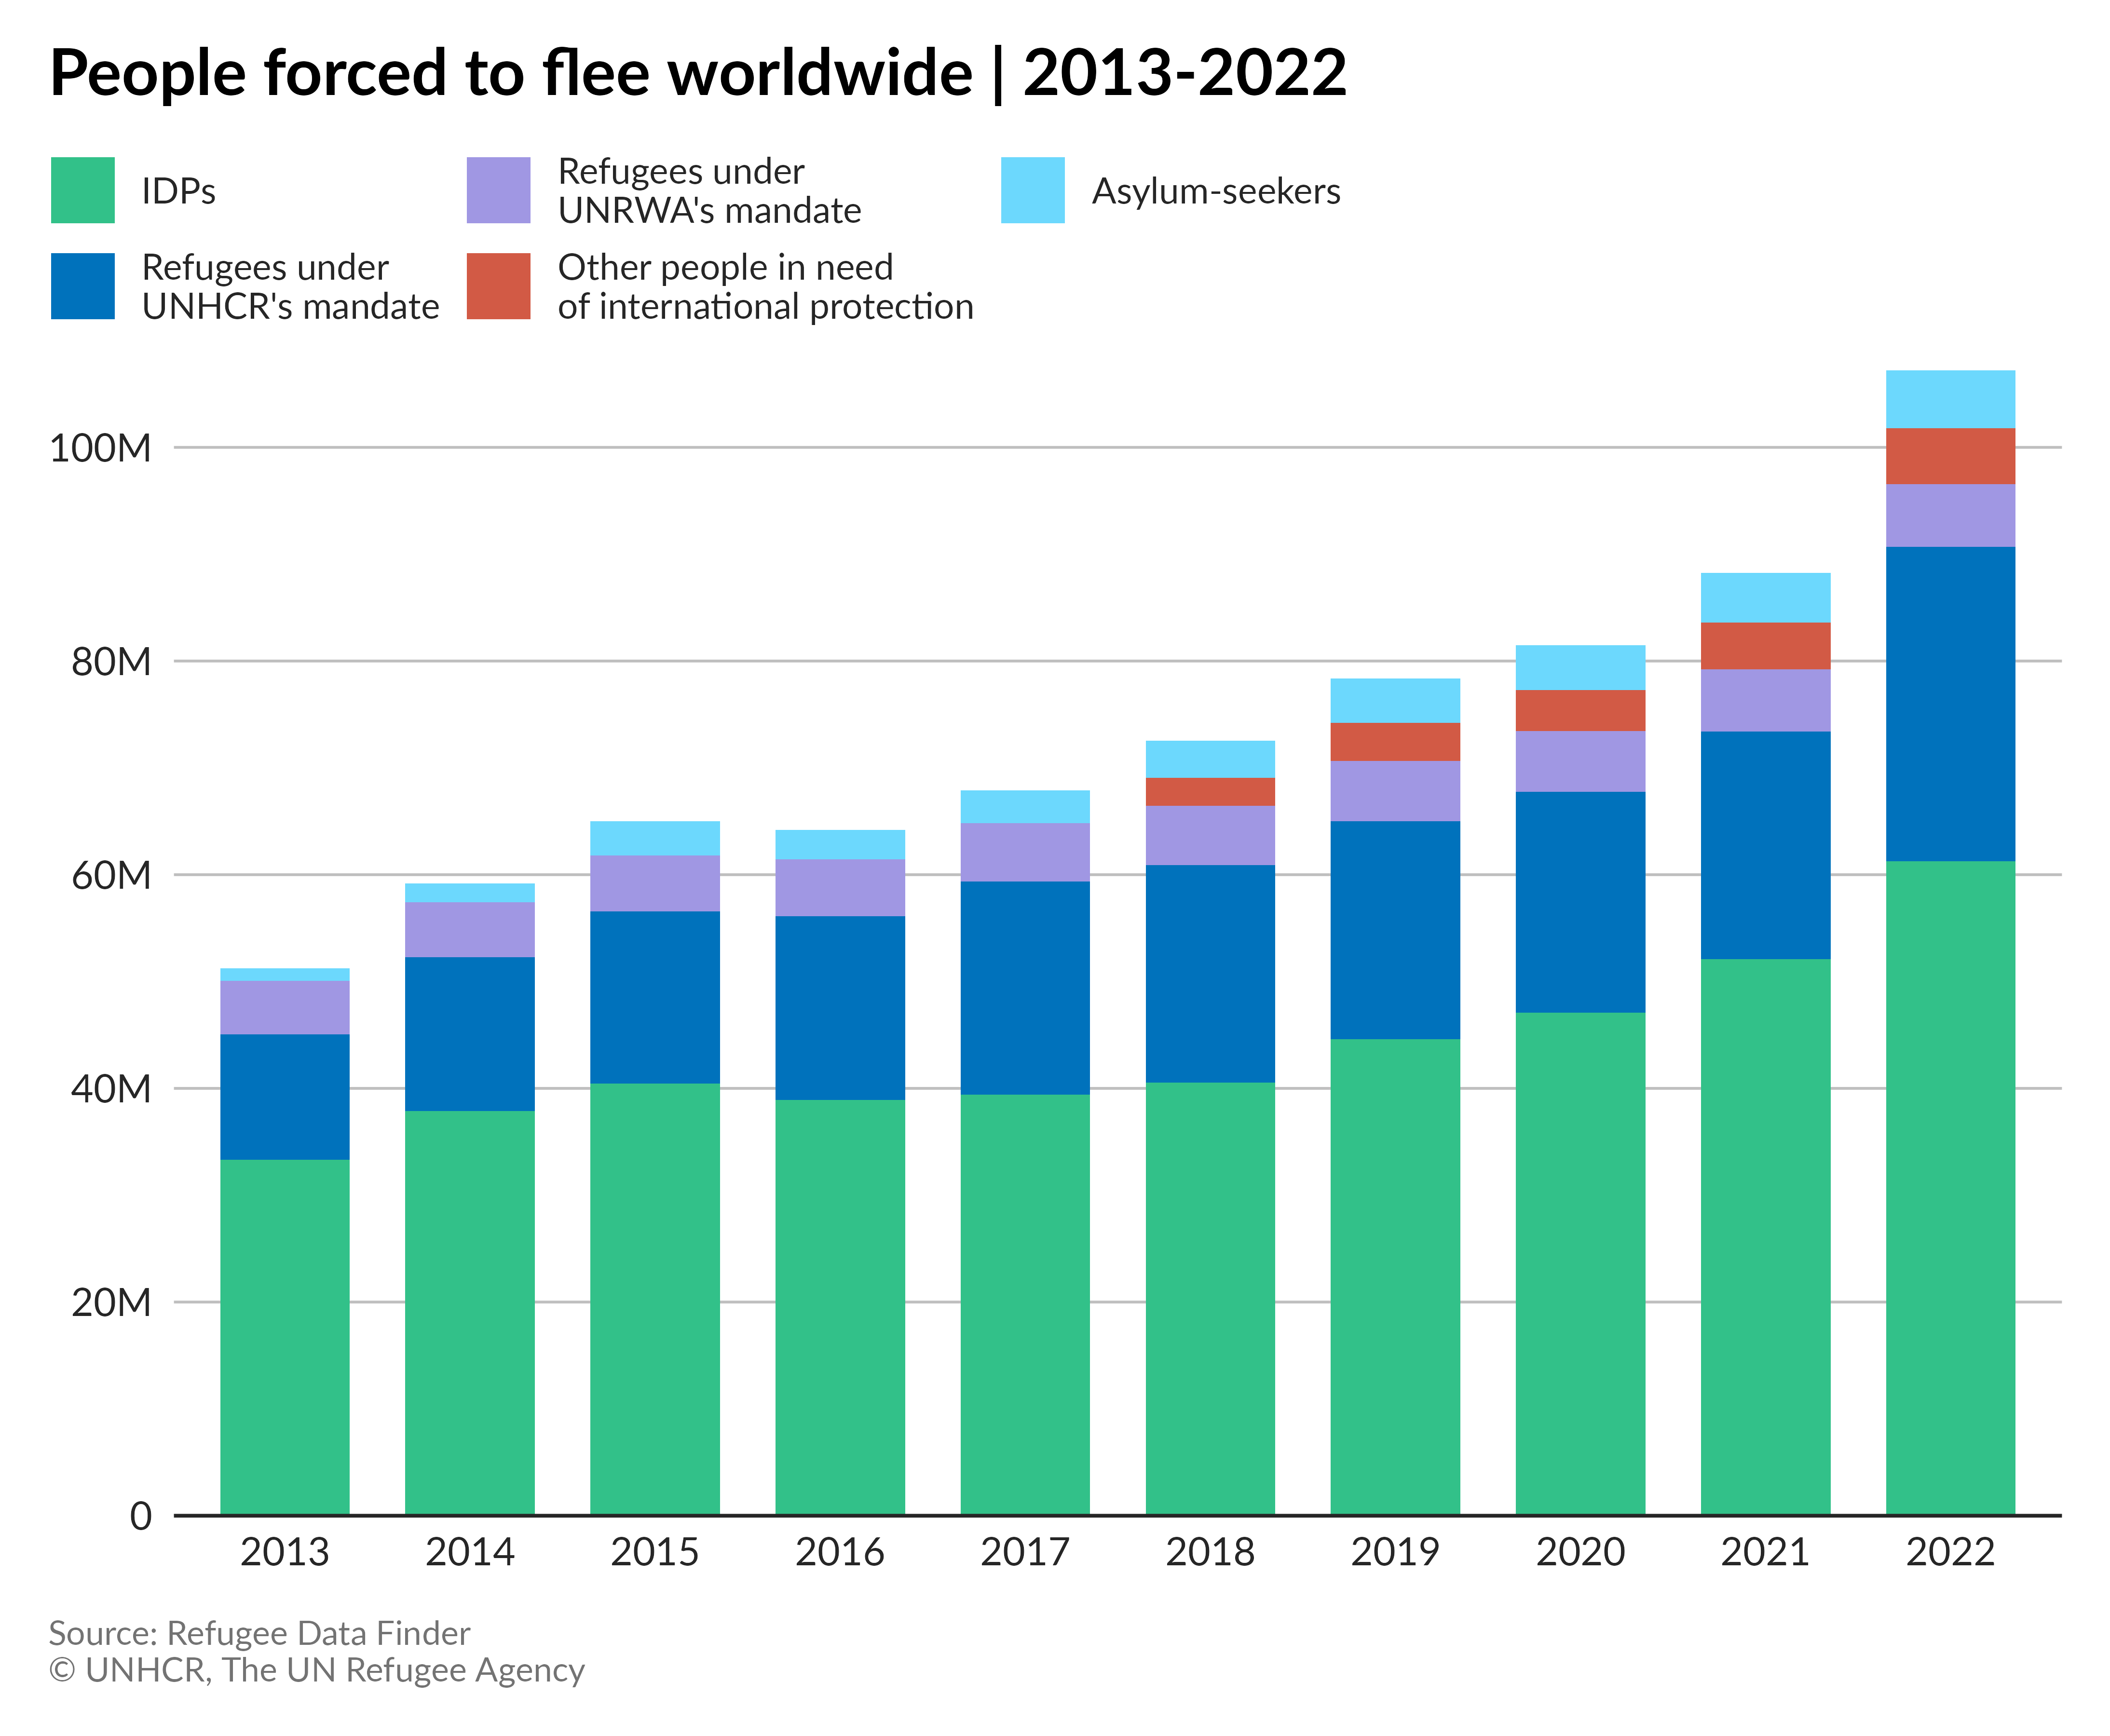 People forced to flee worldwide | 2013-2022
IDPs
Refugees under
UNRWA's mandate
Asylum-seekers
Refugees under
UNHCR's mandate
Other people in need
of international protection
100M
80M
60M
40M
20M
0
2013 2014 2015 2016 2017 2018 2019 2020 2021 2022
Source: Refugee Data Finder
© UNHCR, The UN Refugee Agency